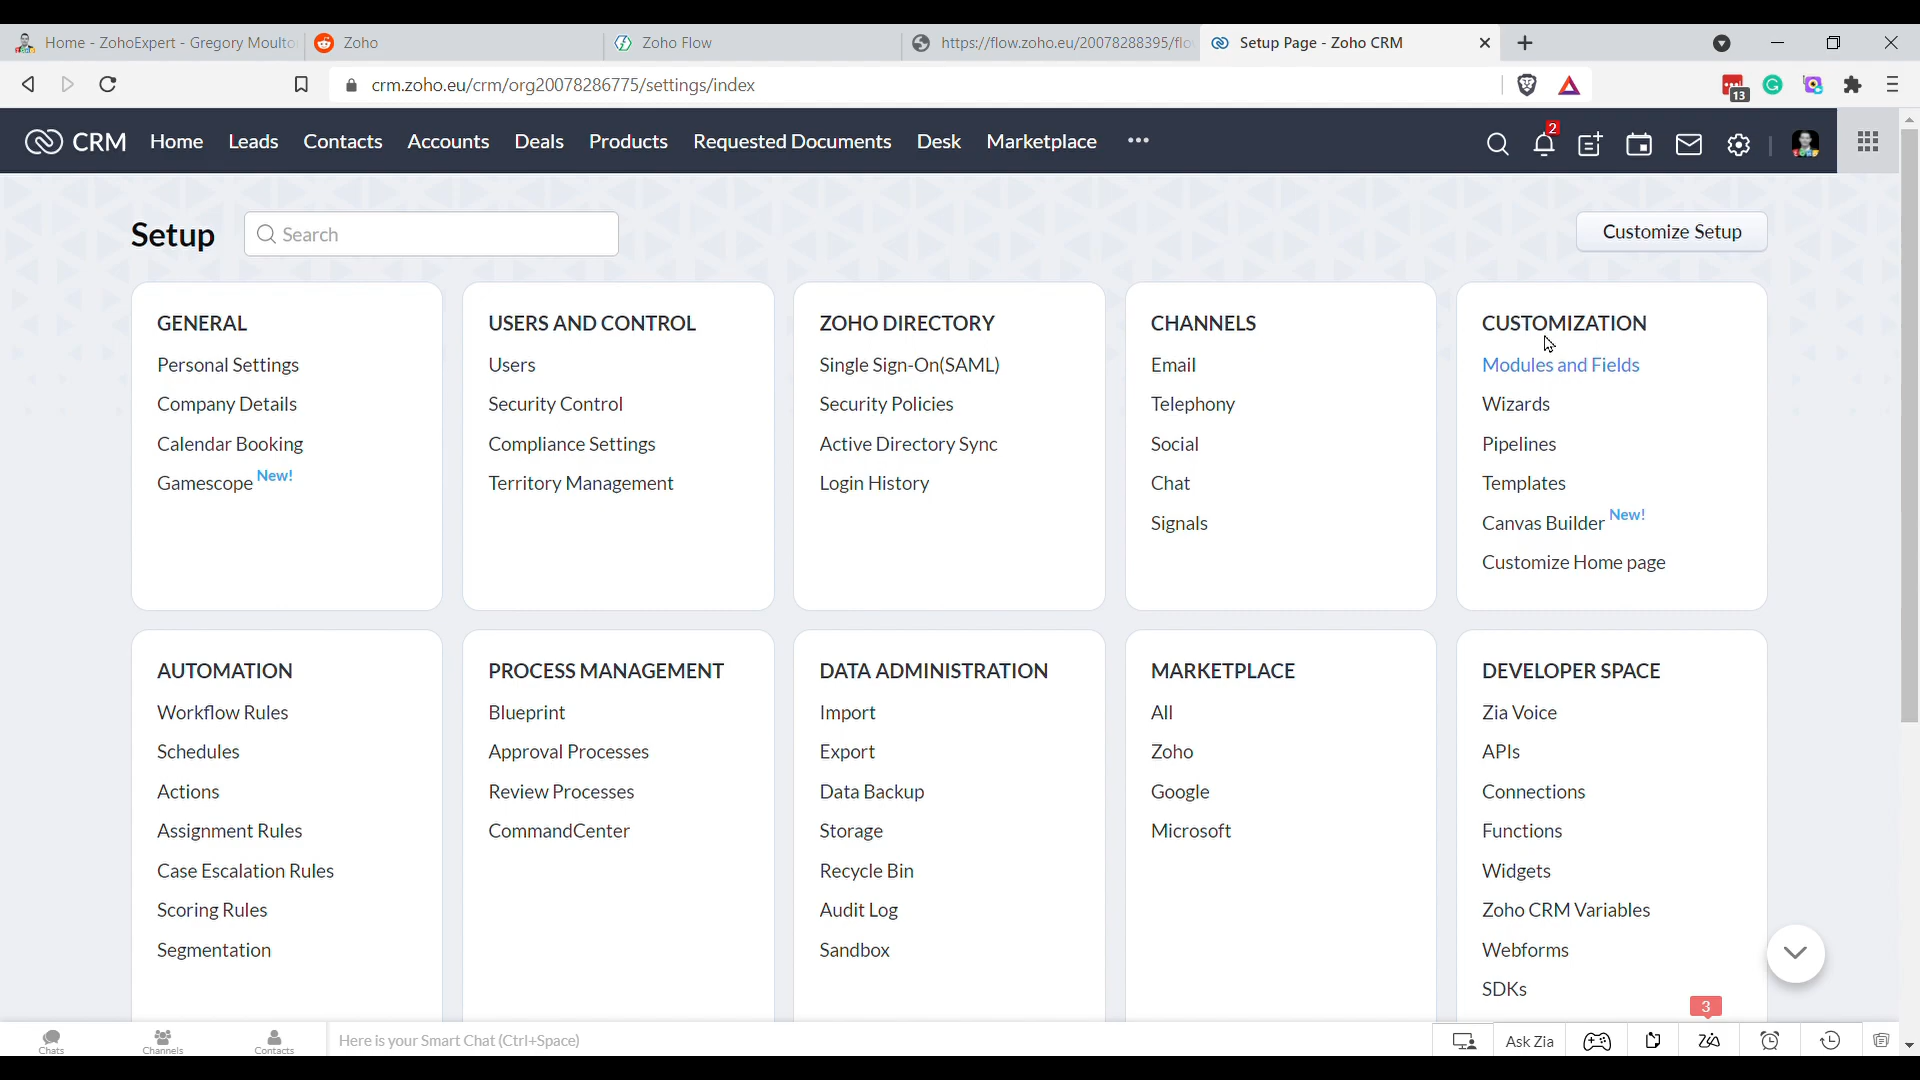 Home - ZohoExpert - Gregory Moulto
Zoho
Zoho Flow
https://flow.zoho.eu/20078288395/flo
Setup Page - Zoho CRM
crm.zoho.eu/crm/org20078286775/settings/index
13
CRM
Home
Leads
Contacts
Accounts
Deals
Products
Requested Documents
Desk
Marketplace
2
Setup
Search
Customize Setup
GENERAL
Personal Settings
Company Details
Calendar Booking
Gamescope New!
USERS AND CONTROL
Users
Security Control
Compliance Settings
Territory Management
ZOHO DIRECTORY
Single Sign-On(SAML)
Security Policies
Active Directory Sync
Login History
CHANNELS
Email
Telephony
Social
Chat
Signals
CUSTOMIZATION
Modules and Fields
Wizards
Pipelines
Templates
Canvas Builder New!
Customize Home page
AUTOMATION
Workflow Rules
Schedules
Actions
Assignment Rules
Case Escalation Rules
Scoring Rules
Segmentation
PROCESS MANAGEMENT
Blueprint
Approval Processes
Review Processes
CommandCenter
DATA ADMINISTRATION
Import
Export
Data Backup
Storage
Recycle Bin
Audit Log
Sandbox
MARKETPLACE
All
Zoho
Google
Microsoft
DEVELOPER SPACE
Zia Voice
APIs
Connections
Functions
Widgets
Zoho CRM Variables
Webforms
SDKs
3
Chats
Channels
Contacts
Here is your Smart Chat (Ctrl+Space)
Ask Zia